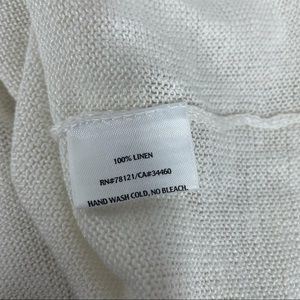 100% LINEN
RN#78121/CA#34460
HAND WASH COLD, NO BLEACH.